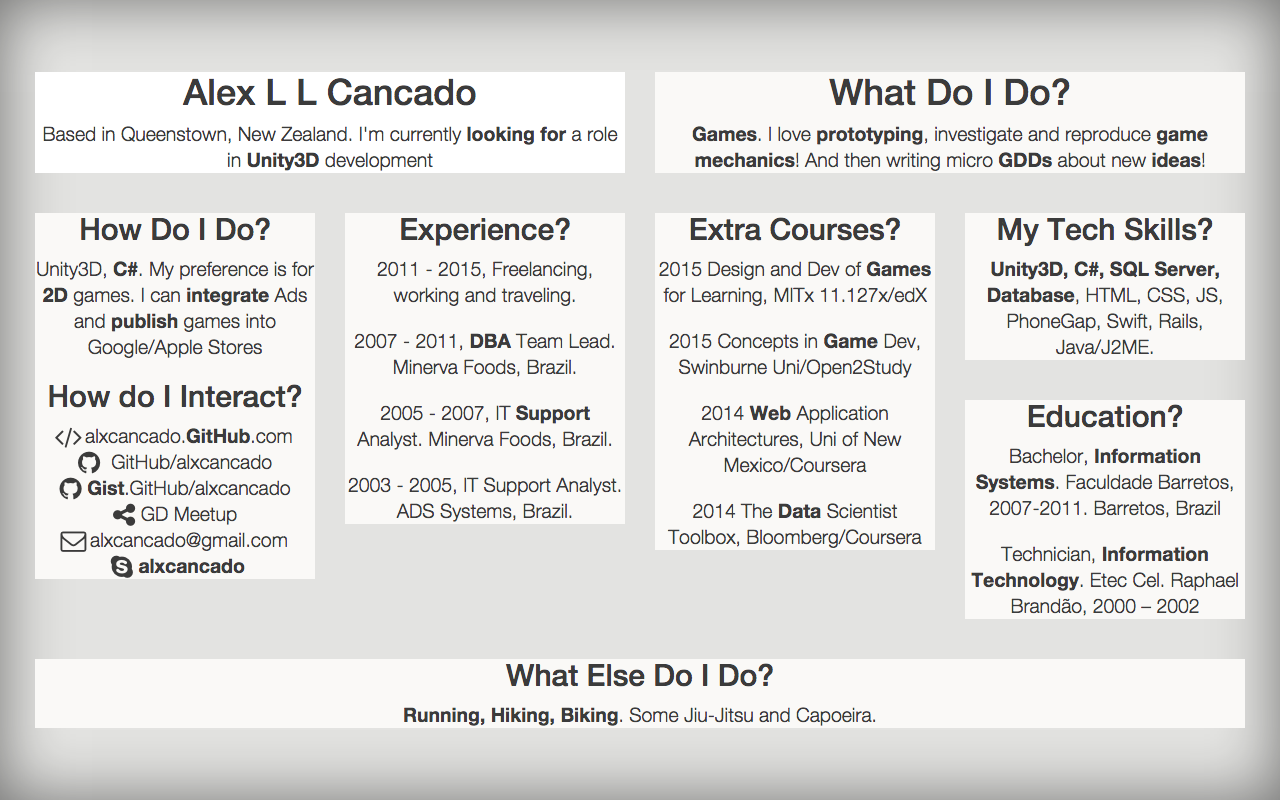 Alex L L Cancado
Based in Queenstown, New Zealand. I'm currently looking for a role
in Unity3D development
What Do I Do?
Games. I love prototyping, investigate and reproduce game
mechanics! And then writing micro GDDs about new ideas!
How Do I Do?
Unity3D, C#. My preference is for
2D games. I can integrate Ads
and publish games into
Google/Apple Stores
How do I Interact?
alxcancado.GitHub.com
GitHub/alxcancado
Gist.GitHub/alxcancado
GD Meetup
alxcancado@gmail.com
alxcancado
Experience?
2011 - 2015, Freelancing,
working and traveling.
2007 - 2011, DBA Team Lead.
Minerva Foods, Brazil.
2005 - 2007, IT Support
Analyst. Minerva Foods, Brazil.
2003 - 2005, IT Support Analyst.
ADS Systems, Brazil.
Extra Courses?
2015 Design and Dev of Games
for Learning, MITx 11.127x/edX
2015 Concepts in Game Dev,
Swinburne Uni/Open2Study
2014 Web Application
Architectures, Uni of New
Mexico/Coursera
2014 The Data Scientist
Toolbox, Bloomberg/Coursera
My Tech Skills?
Unity3D, C#, SQL Server,
Database, HTML, CSS, JS,
PhoneGap, Swift, Rails,
Java/J2ME.
Education?
Bachelor, Information
Systems. Faculdade Barretos,
2007-2011. Barretos, Brazil
Technician, Information
Technology. Etec Cel. Raphael
Brandão, 2000 – 2002
What Else Do I Do?
Running, Hiking, Biking. Some Jiu-Jitsu and Capoeira.